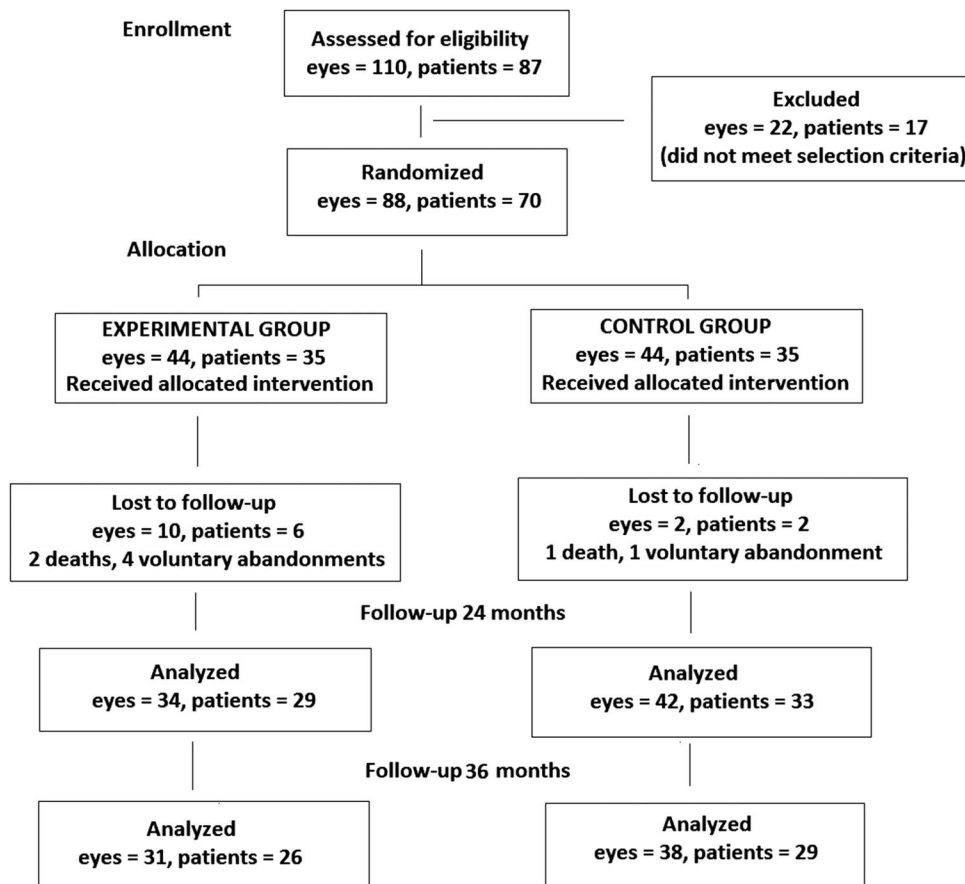 Enrollment
Assessed for eligibility
eyes = 110, patients = 87
Excluded
eyes = 22, patients = 17
(did not meet selection criteria)
Randomized
eyes = 88, patients = 70
Allocation
EXPERIMENTAL GROUP
eyes = 44, patients = 35
Received allocated intervention
CONTROL GROUP
eyes = 44, patients = 35
Received allocated intervention
Lost to follow-up
eyes = 10, patients = 6
2 deaths, 4 voluntary abandonments
Lost to follow-up
eyes = 2, patients = 2
1 death, 1 voluntary abandonment
Follow-up 24 months
Analyzed
eyes = 34, patients = 29
Analyzed
eyes = 42, patients = 33
Follow-up 36 months
Analyzed
eyes = 31, patients = 26
Analyzed
eyes = 38, patients = 29